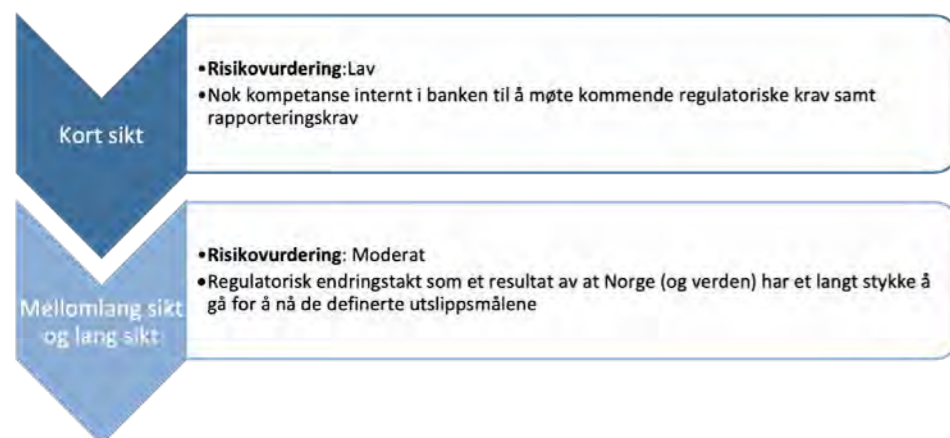 Kort sikt
•Risikovurdering:Lav
•Nok kompetanse internt i banken til å møte kommende regulatoriske krav samt
rapporteringskrav
Mellomlang sikt
og lang sikt
•Risikovurdering: Moderat
•Regulatorisk endringstakt som et resultat av at Norge (og verden) har et langt stykke å
gå for å nå de definerte utslippsmålene